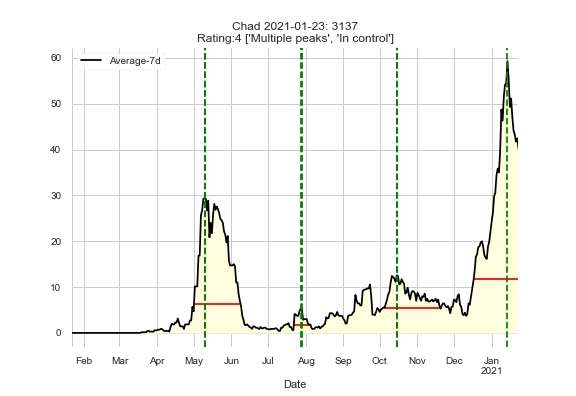 Chad 2021-01-23: 3137
Rating:4 ['Multiple peaks', 'In control']
Average-7d
60
50
40
30
20
10
0
Feb Mar Apr May Jun Jul Aug Sep Oct Nov Dec Jan
2021
Date